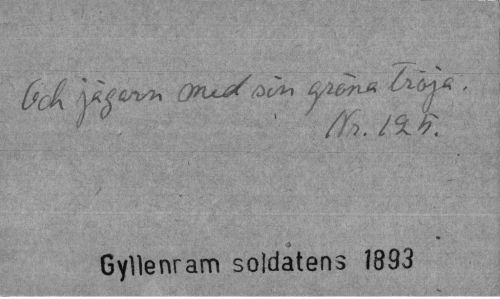 Och jägarn med sin gröna tröja.
Nr. 125.
Gyllenram soldatens 1893